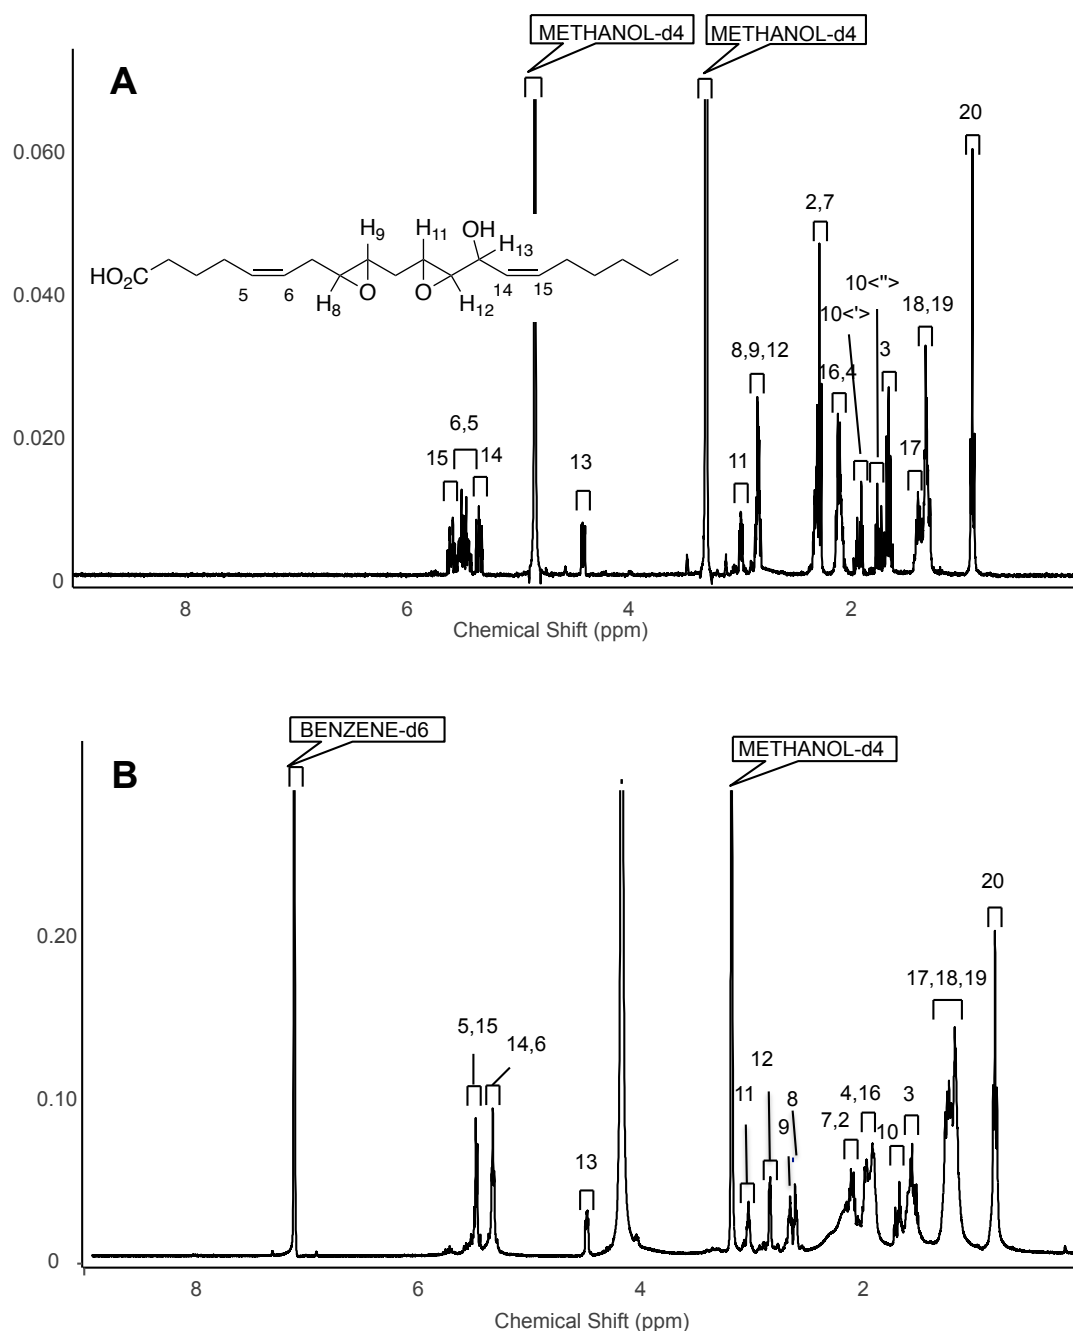 METHANOL-d4 METHANOL-d4
A
20
0.060
2,7
OH
H9 H11
10<">
H13
10<'>
18,19
HO2C
5 6 O 14 15
H8 O H12
0.040
3
8,9,12
16,4
0.020
6,5
15 14
13
11
17
0
8 6 4 2
Chemical Shift (ppm)
BENZENE-d6
METHANOL-d4
B
20
0.20
17,18,19
5,15
14,6
12
11
8
4,16
3
7,2
9
10
0.10
13
0
8 6 4 2
Chemical Shift (ppm)